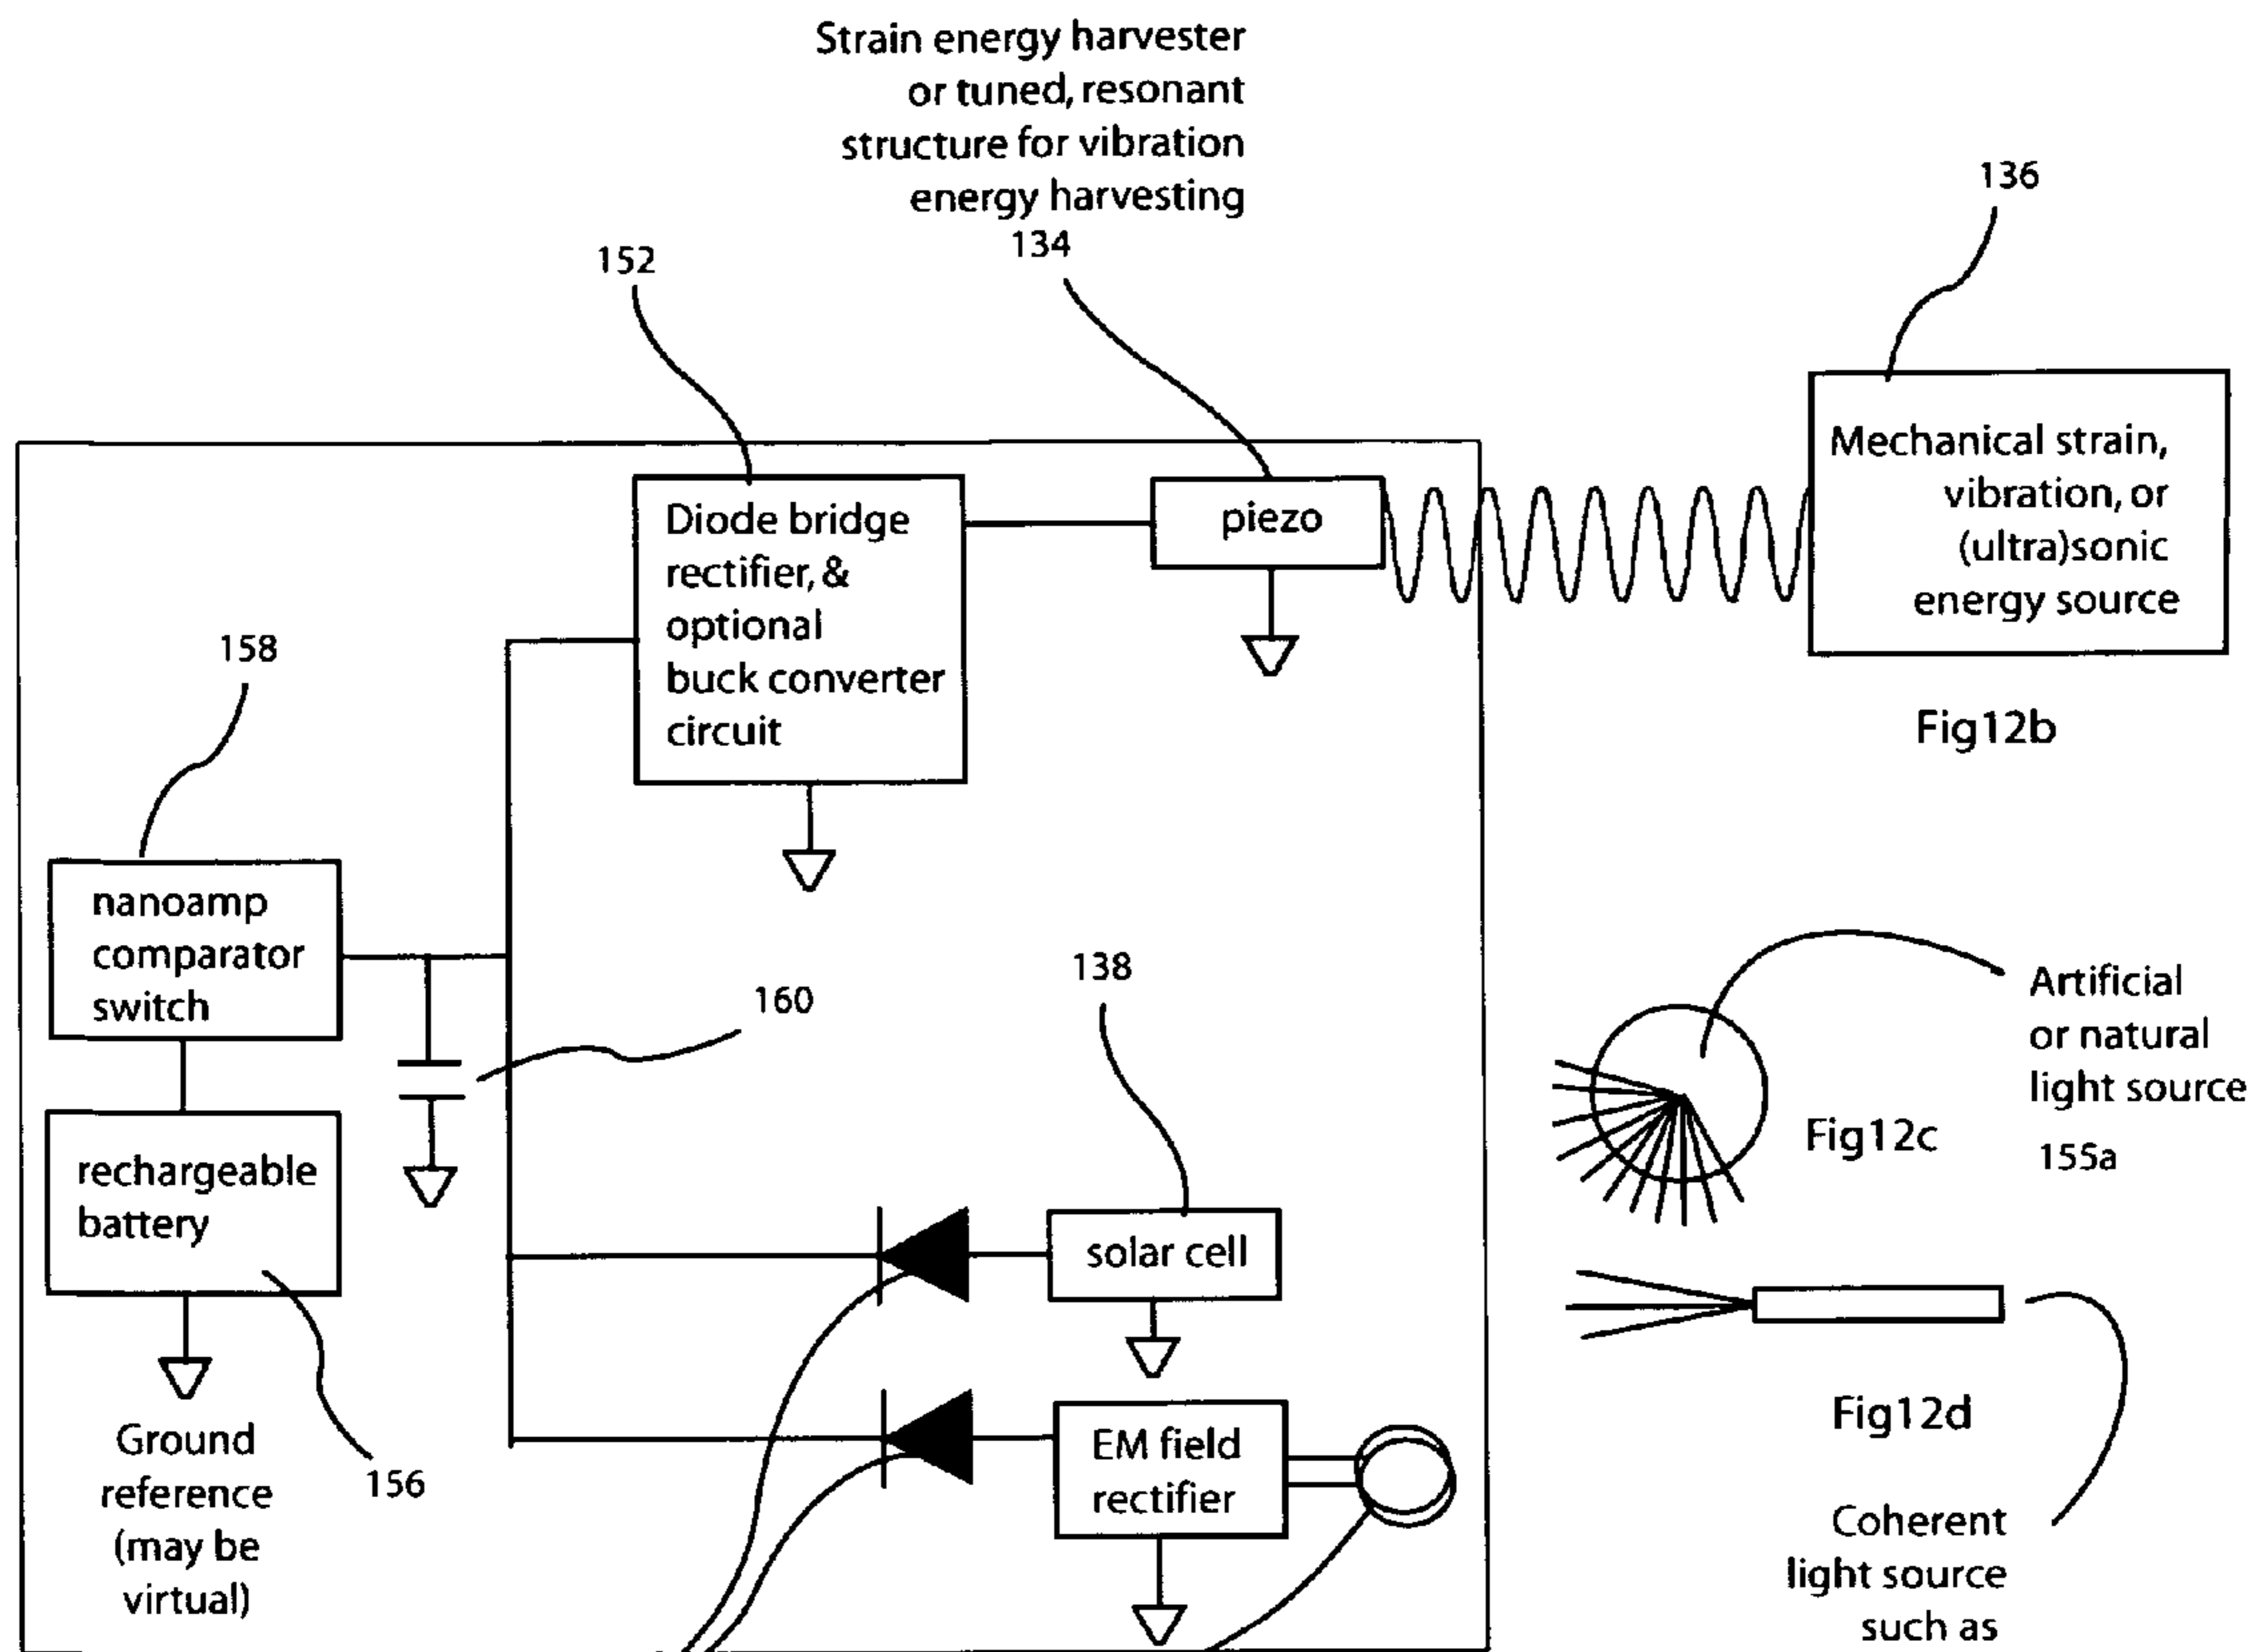 Strain energy harvester
or tuned, resonant
structure for vibration
energy harvesting
134
136
152
Mechanical strain,
vibration, or
(ultra)sonic
energy source
Fig12b
piezo
Diode bridge
rectifier, &
optional
buck converter
circuit
158
nanoamp
comparator
switch
160
138
Artificial
or natural
light source
155a
Fig12c
rechargeable
battery
solar cell
Fig12d
Ground
reference
(may be
virtual)
156
EM field
rectifier
Coherent
light source
such as